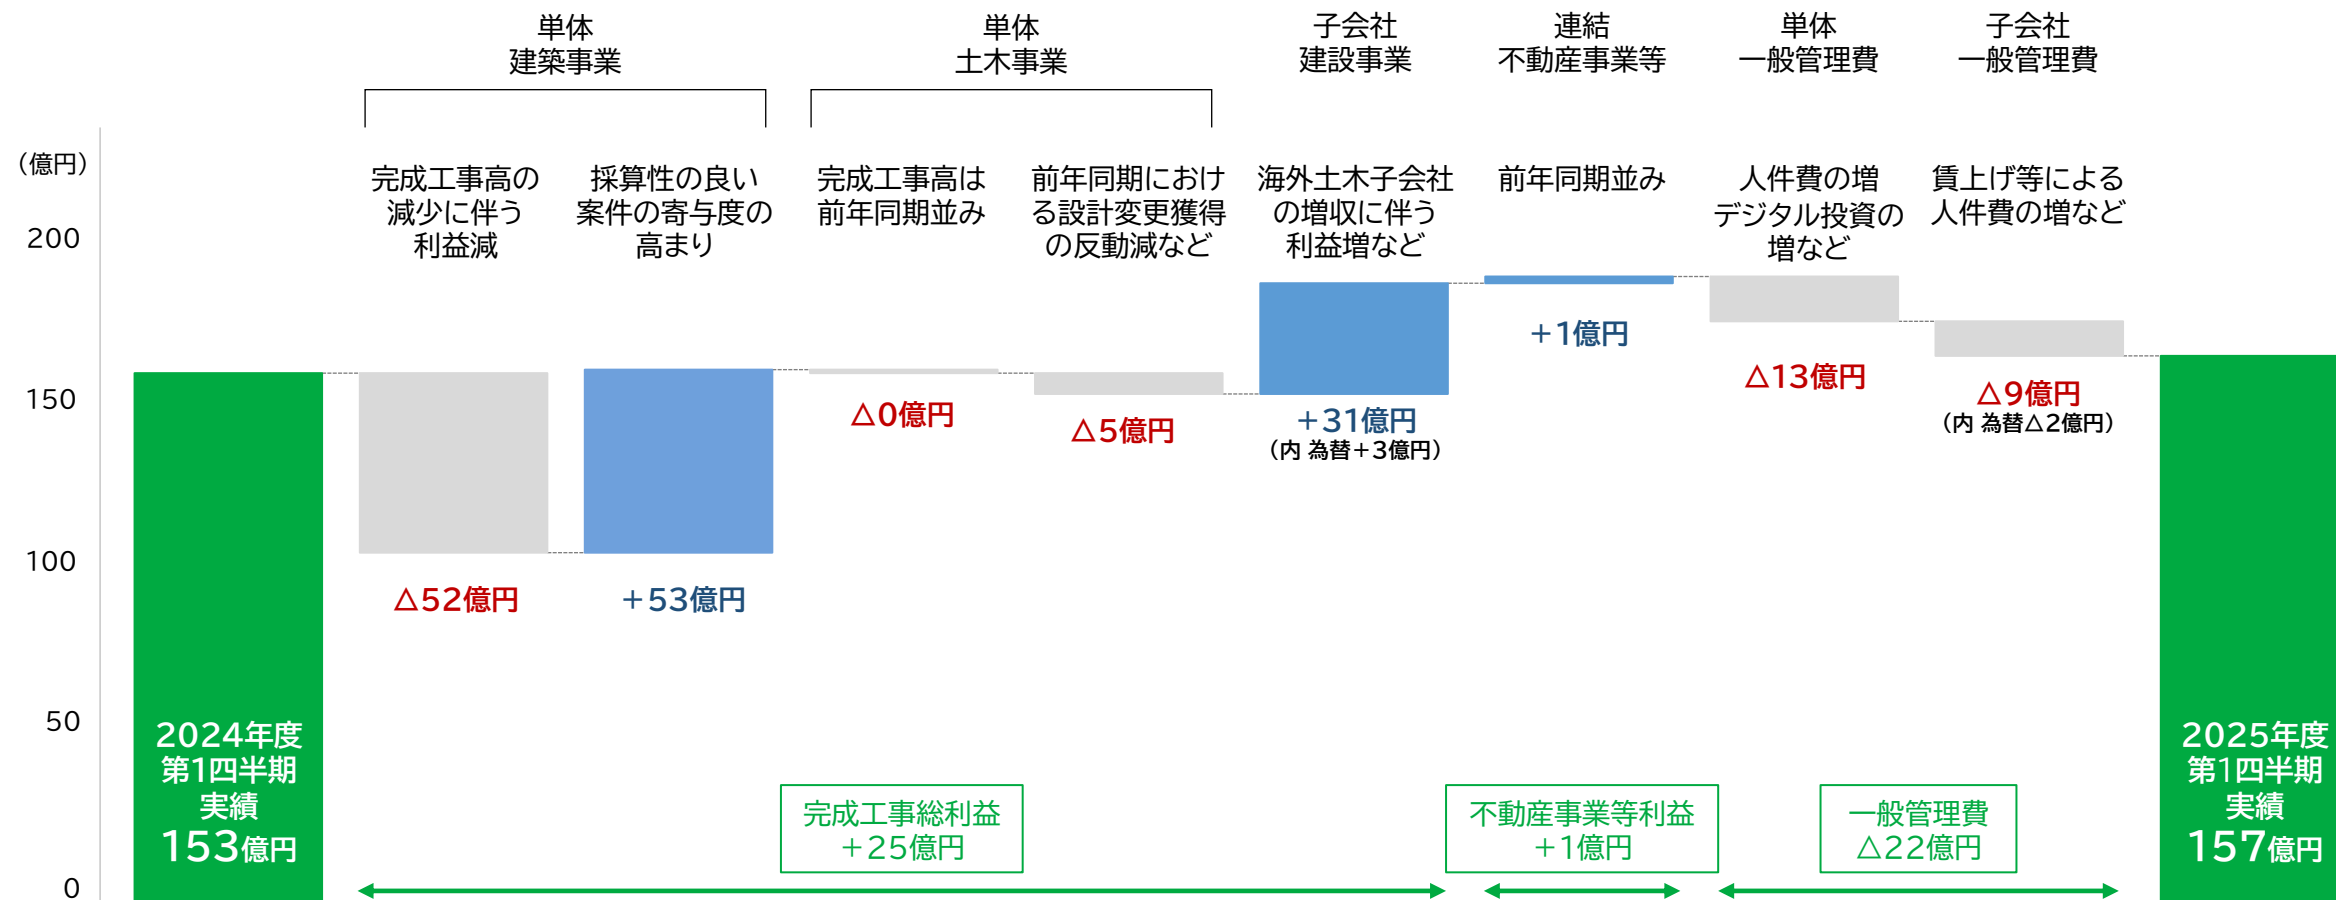 単体
建築事業
単体
土木事業
子会社
建設事業
連結
不動産事業等
単体
一般管理費
子会社
一般管理費
（億円）
完成工事高の
減少に伴う
利益減
採算性の良い
案件の寄与度の
高まり
完成工事高は
前年同期並み
前年同期におけ
る設計変更獲得
の反動減など
海外土木子会社
の増収に伴う
利益増など
前年同期並み
人件費の増
デジタル投資の
増など
賃上げ等による
人件費の増など
200
150
100
50
0
△52億円
＋53億円
△0億円
△5億円
＋31億円
（内 為替＋3億円）
＋1億円
△13億円
△9億円
（内 為替△2億円）
2024年度
第1四半期
実績
153億円
完成工事総利益
＋25億円
不動産事業等利益
＋1億円
一般管理費
△22億円
2025年度
第1四半期
実績
157億円